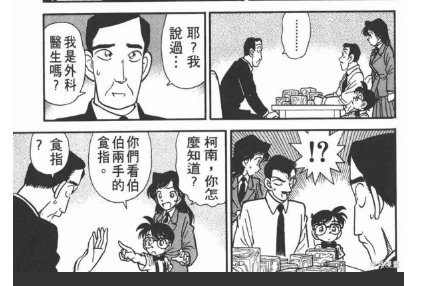 ………
耶？我
說過…
我是外科
醫生嗎？
!?
柯南，你怎
麼知道？
你們看伯
伯兩手的
食指。
食指
？